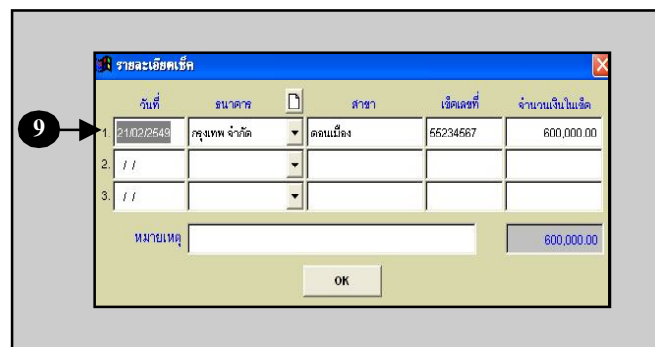 รายละเอียดเช็ค
วันที่ ธนาคาร สาขา เช็คเลขที่ จำนวนเงินในเช็ค
9 1. 21/02/2549 กรุงเทพ จำกัด ดอนเมือง 55234567 600,000.00
2. / /
3. / /
หมายเหตุ 600,000.00
OK